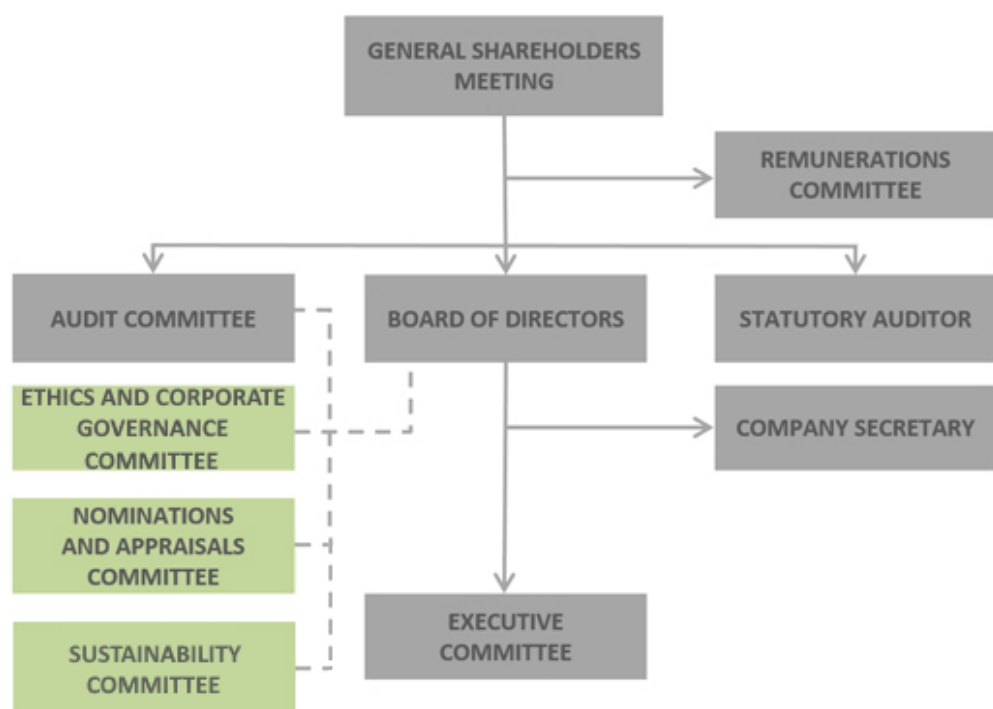 GENERAL SHAREHOLDERS
MEETING
REMUNERATIONS
COMMITTEE
AUDIT COMMITTEE
BOARD OF DIRECTORS
STATUTORY AUDITOR
ETHICS AND CORPORATE
GOVERNANCE
COMMITTEE
COMPANY SECRETARY
NOMINATIONS
AND APPRAISALS
COMMITTEE
EXECUTIVE
COMMITTEE
SUSTAINABILITY
COMMITTEE